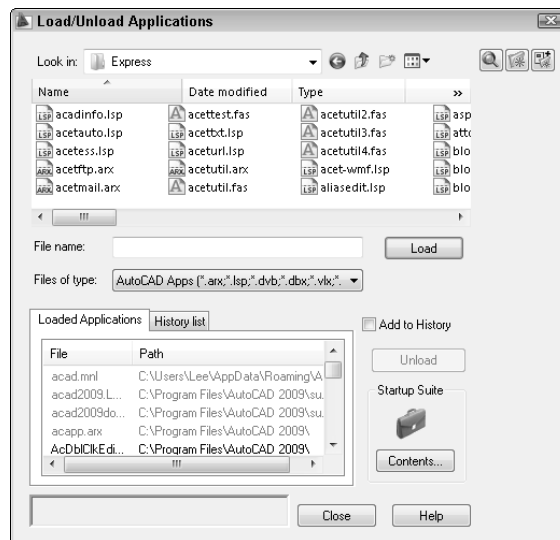 Load/Unload Applications
Look in: Express
Name Date modified Type »
acadinfo.lsp acettest.fas acetutil2.fas asp
acetauto.lsp acettxt.lsp acetutil3.fas atto
acetess.lsp aceturl.lsp acetutil4.fas blo
acetftp.arx acetutil.arx acet-wmf.lsp blo
acetmail.arx acetutil.fas aliasedit.lsp blo
File name: Load
Files of type: AutoCAD Apps (*.arx;*.lsp;*.dvb;*.dbx;*.vlx;*.
Loaded Applications History list
Add to History
File Path
Unload
acad.mnl C:\Users\Lee\AppData\Roaming\A
acad2009.L... C:\Program Files\AutoCAD 2009\su.
Startup Suite
acad2009do... C:\Program Files\AutoCAD 2009\su.
acapp.arx C:\Program Files\AutoCAD 2009\
AcDblClkEdi... C:\Program Files\AutoCAD 2009\
Contents...
Close Help